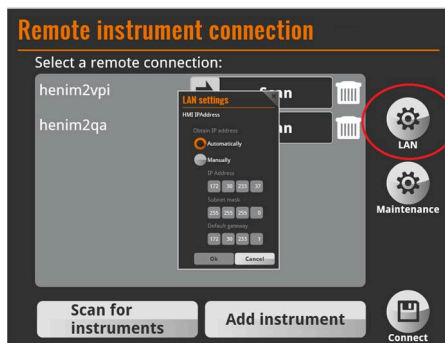 Remote instrument connection
Select a remote connection:
henim2vpi
henim2qa
LAN settings
HMI IPAddress
Obtain IP address
Automatically
Manually
IP Address
172 30 233 37
Subnet mask
255 255 255 0
Default gateway
172 30 233 1
Ok Cancel
LAN
Maintenance
Scan for
instruments
Add instrument
Connect